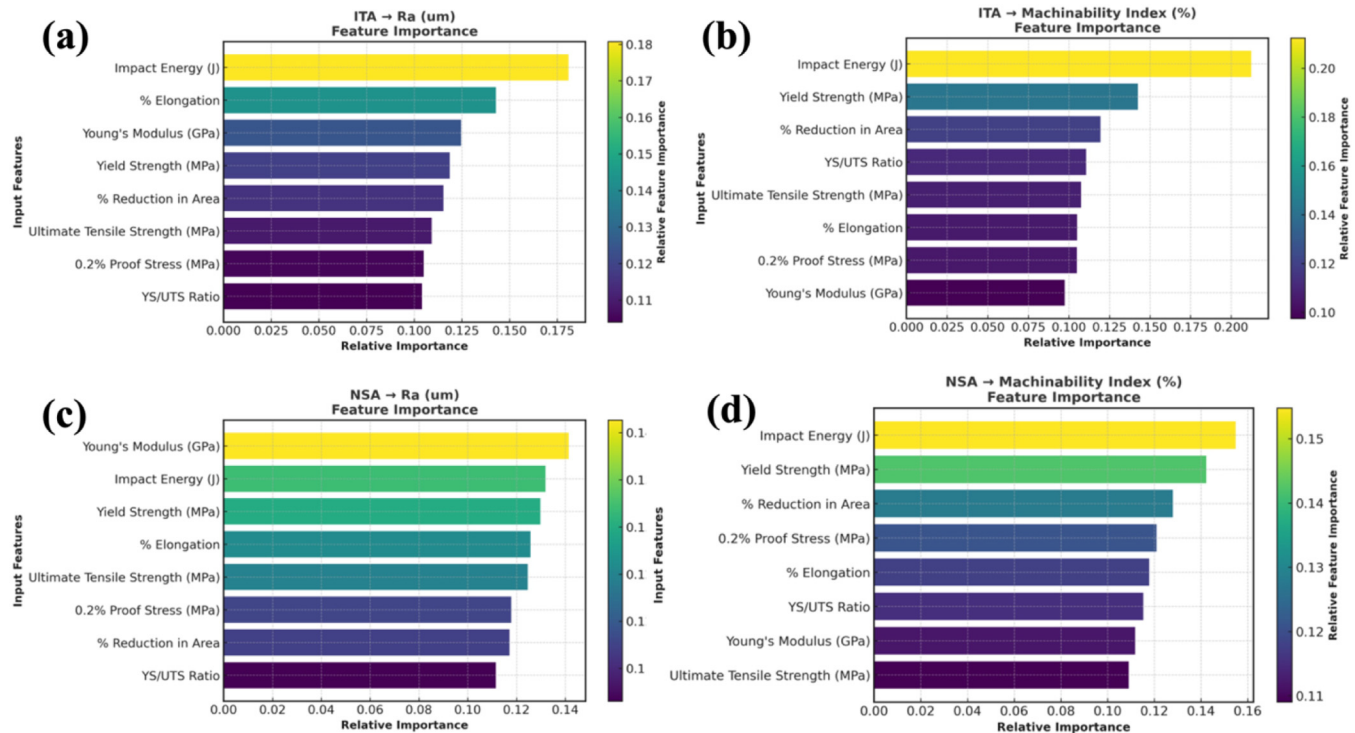 (a)
ITA → Ra (um)
Feature Importance
Input Features
Impact Energy (J)
% Elongation
Young's Modulus (GPa)
Yield Strength (MPa)
% Reduction in Area
Ultimate Tensile Strength (MPa)
0.2% Proof Stress (MPa)
YS/UTS Ratio
0.000 0.025 0.050 0.075 0.100 0.125 0.150 0.175
Relative Importance
0.18
0.17
0.16
0.15
0.14
0.13
0.12
0.11
Relative Feature Importance
(b)
ITA → Machinability Index (%)
Feature Importance
Input Features
Impact Energy (J)
Yield Strength (MPa)
% Reduction in Area
YS/UTS Ratio
Ultimate Tensile Strength (MPa)
% Elongation
0.2% Proof Stress (MPa)
Young's Modulus (GPa)
0.000 0.025 0.050 0.075 0.100 0.125 0.150 0.175 0.200
Relative Importance
0.20
0.18
0.16
0.14
0.12
0.10
Relative Feature Importance
(c)
NSA → Ra (um)
Feature Importance
Input Features
Young's Modulus (GPa)
Impact Energy (J)
Yield Strength (MPa)
% Elongation
Ultimate Tensile Strength (MPa)
0.2% Proof Stress (MPa)
% Reduction in Area
YS/UTS Ratio
0.00 0.02 0.04 0.06 0.08 0.10 0.12 0.14
Relative Importance
0.1
0.1
0.1
0.1
0.1
0.1
(d)
NSA → Machinability Index (%)
Feature Importance
Input Features
Impact Energy (J)
Yield Strength (MPa)
% Reduction in Area
0.2% Proof Stress (MPa)
% Elongation
YS/UTS Ratio
Young's Modulus (GPa)
Ultimate Tensile Strength (MPa)
0.00 0.02 0.04 0.06 0.08 0.10 0.12 0.14 0.16
Relative Importance
0.15
0.14
0.13
0.12
0.11
Relative Feature Importance